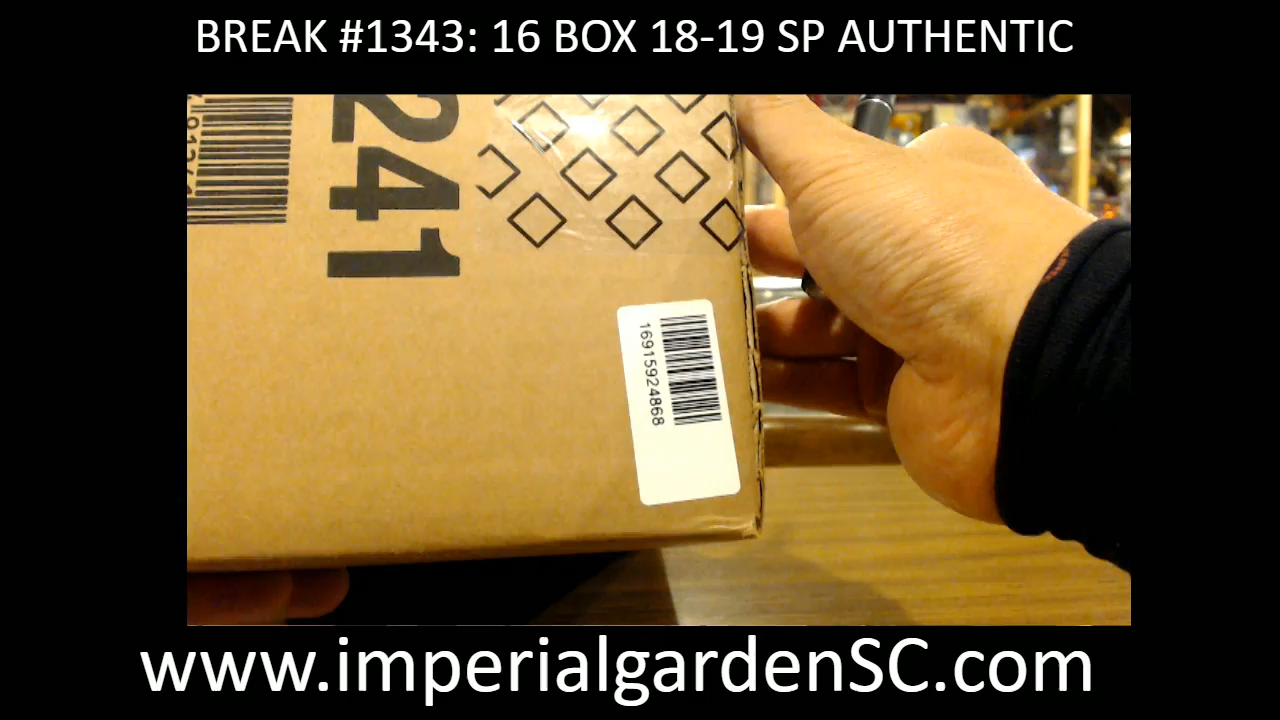 BREAK #1343: 16 BOX 18-19 SP AUTHENTIC
241
16915924868
www.imperialgardenSC.com